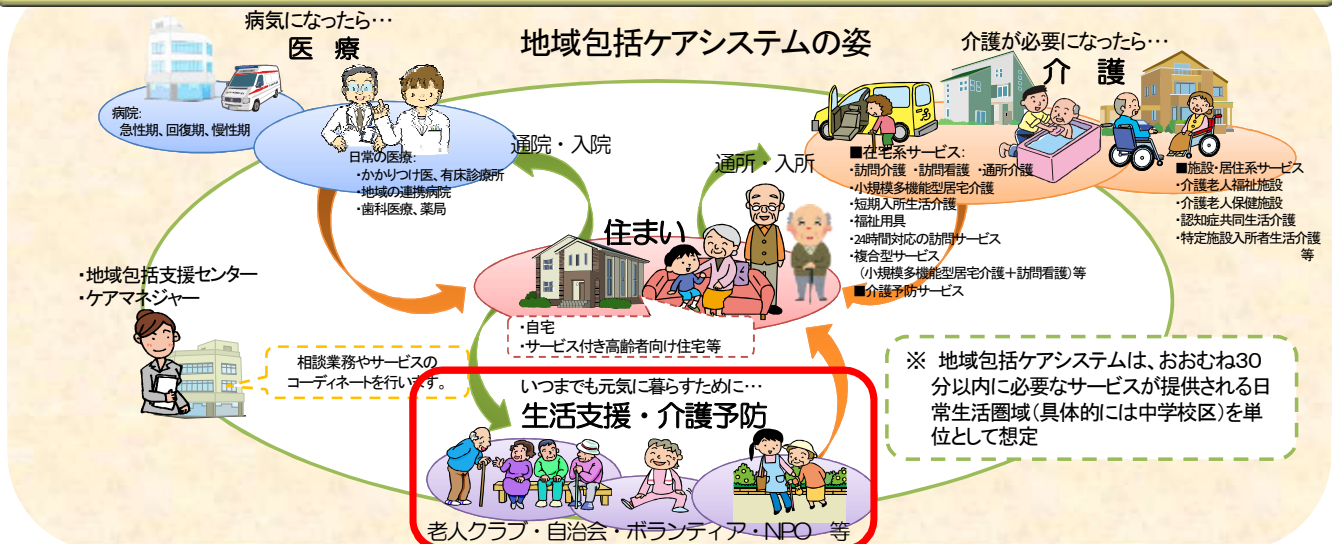 地域包括ケアシステムの姿
病気になったら…
医 療
病院:
急性期、回復期、慢性期
日常の医療:
・かかりつけ医、有床診療所
・地域の連携病院
・歯科医療、薬局
通院・入院
通所・入所
介護が必要になったら…
介 護
■在宅系サービス:
・訪問介護 ・訪問看護 ・通所介護
・小規模多機能型居宅介護
・短期入所生活介護
・福祉用具
・24時間対応の訪問サービス
・複合型サービス
(小規模多機能型居宅介護+訪問看護)等
■介護予防サービス
■施設・居住系サービス
・介護老人福祉施設
・介護老人保健施設
・認知症共同生活介護
・特定施設入所者生活介護
等
住まい
・自宅
・サービス付き高齢者向け住宅等
・地域包括支援センター
・ケアマネジャー
相談業務やサービスの
コーディネートを行います。
いつまでも元気に暮らすために…
生活支援・介護予防
老人クラブ・自治会・ボランティア・NPO 等
※ 地域包括ケアシステムは、おおむね30
分以内に必要なサービスが提供される日
常生活圏域(具体的には中学校区)を単
位として想定